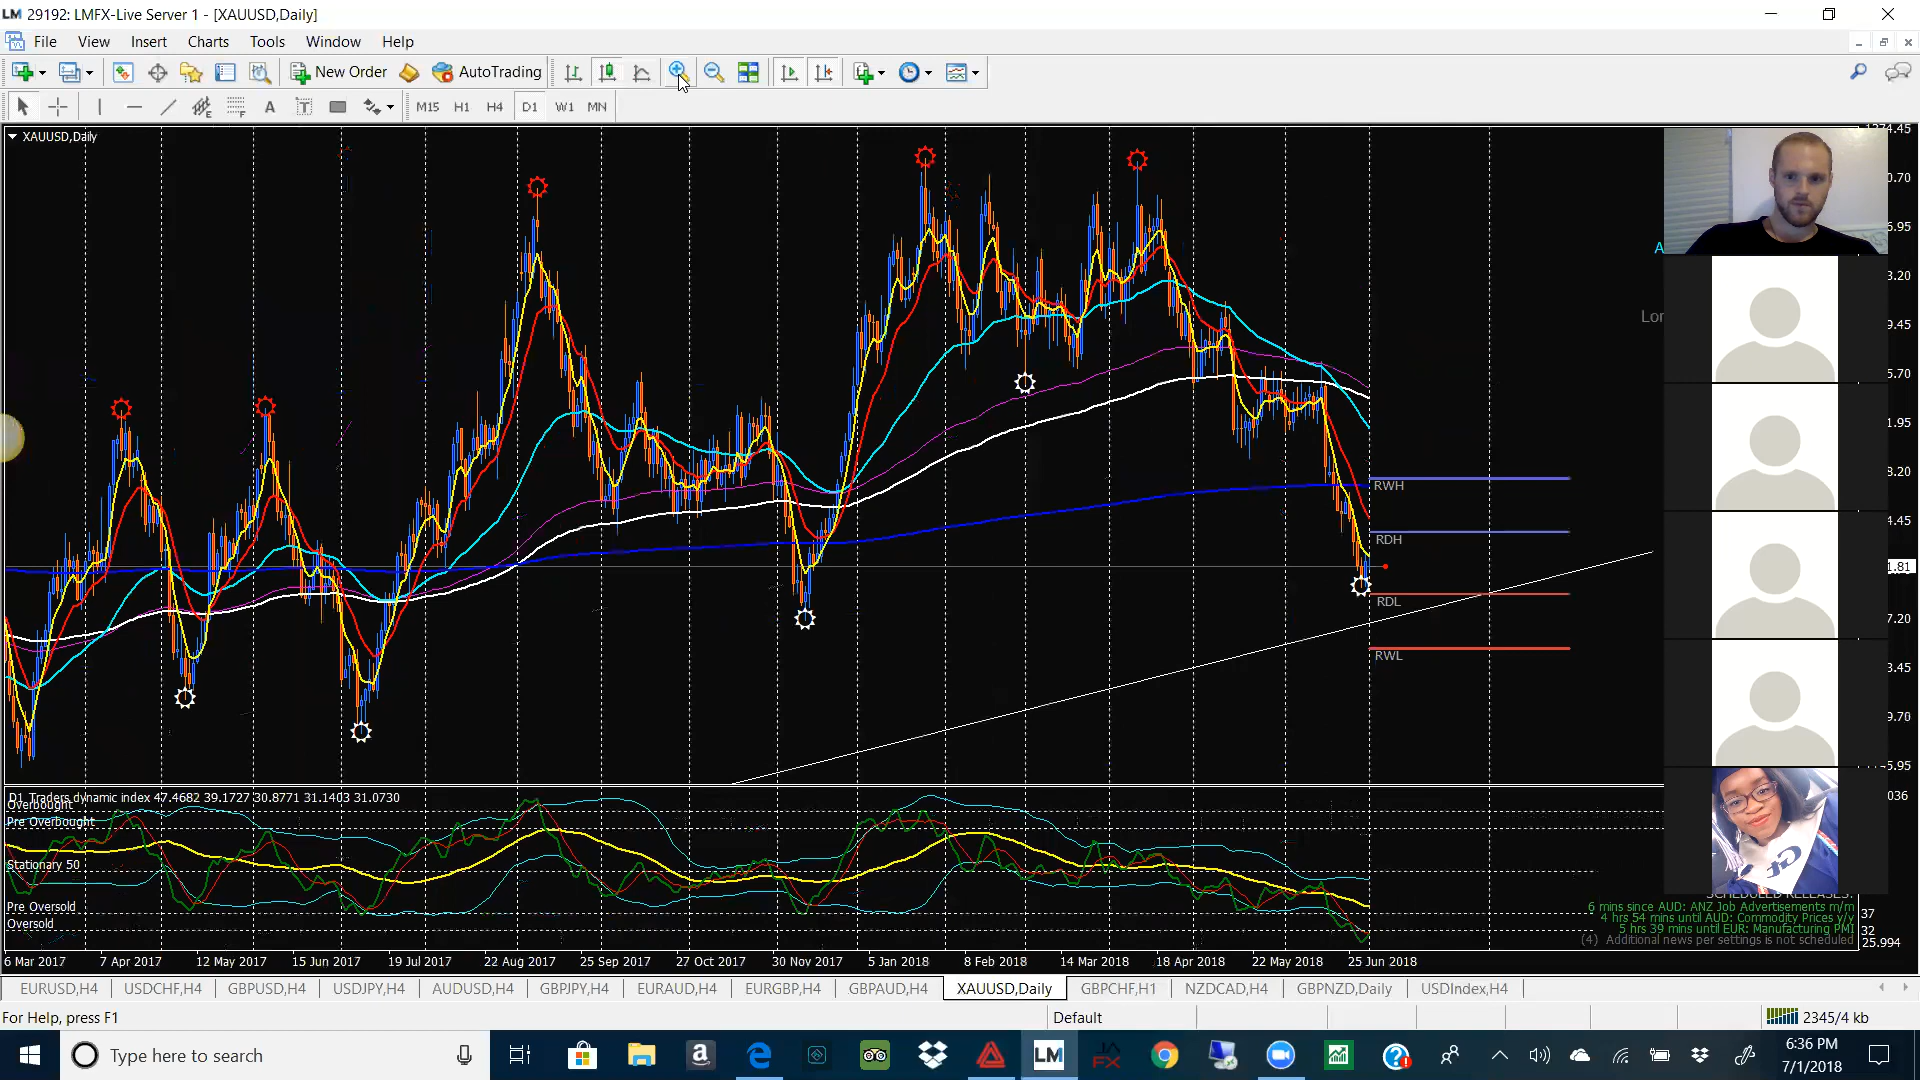 29192: LMFX-Live Server 1 - [XAUUSD,Daily]
File View Insert Charts Tools Window Help
New Order AutoTrading
M15 H1 H4 D1 W1 MN
XAUUSD,Daily
RWH
RDH
RDL
RWL
1.81
D1 Traders dynamic index 47.4682 39.1727 30.8771 31.1403 31.0730
Overbought
Pre Overbought
Stationary 50
Pre Oversold
Oversold
6 mins since AUD: ANZ Job Advertisements m/m
4 hrs 54 mins until AUD: Commodity Prices y/y
5 hrs 39 mins until EUR: Manufacturing PMI
(4) Additional news per settings is not scheduled
37
32
25.994
6 Mar 2017 7 Apr 2017 12 May 2017 15 Jun 2017 19 Jul 2017 22 Aug 2017 25 Sep 2017 27 Oct 2017 30 Nov 2017 5 Jan 2018 8 Feb 2018 14 Mar 2018 18 Apr 2018 22 May 2018 25 Jun 2018
EURUSD,H4 USDCHF,H4 GBPUSD,H4 USDJPY,H4 AUDUSD,H4 GBPJPY,H4 EURAUD,H4 EURGBP,H4 GBPAUD,H4 XAUUSD,Daily GBPCHF,H1 NZDCAD,H4 GBPNZD,Daily USDIndex,H4
For Help, press F1 Default 2345/4 kb
Type here to search
6:36 PM
7/1/2018